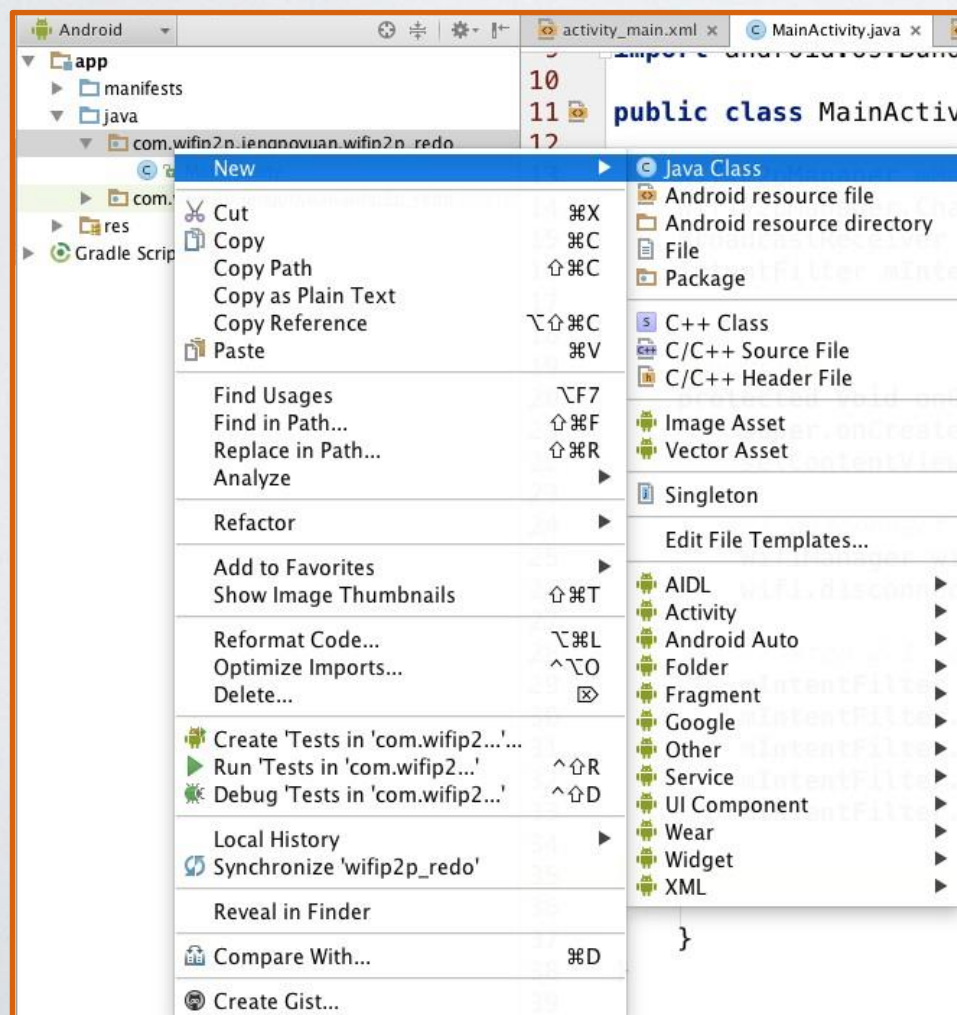 Android
activity_main.xml × MainActivity.java ×
app
manifests
java
com.wifip2p.jengpoyuan.wifip2p_redo
com.
res
Gradle Scrip
10
11 public class MainActiv
12
New
Cut ⌘X
Copy ⌘C
Copy Path ⇧⌘C
Copy as Plain Text
Copy Reference ⌥⇧⌘C
Paste ⌘V
Find Usages ⌥F7
Find in Path... ⇧⌘F
Replace in Path... ⇧⌘R
Analyze
Refactor
Add to Favorites
Show Image Thumbnails ⇧⌘T
Reformat Code... ⌥⌘L
Optimize Imports... ^⌥O
Delete... ⌦
Create 'Tests in 'com.wifip2...'...
Run 'Tests in 'com.wifip2...' ^⇧R
Debug 'Tests in 'com.wifip2...' ^⇧D
Local History
Synchronize 'wifip2p_redo'
Reveal in Finder
Compare With... ⌘D
Create Gist...
Java Class
Android resource file
Android resource directory
File
Package
C++ Class
C/C++ Source File
C/C++ Header File
Image Asset
Vector Asset
Singleton
Edit File Templates...
AIDL
Activity
Android Auto
Folder
Fragment
Google
Other
Service
UI Component
Wear
Widget
XML
}